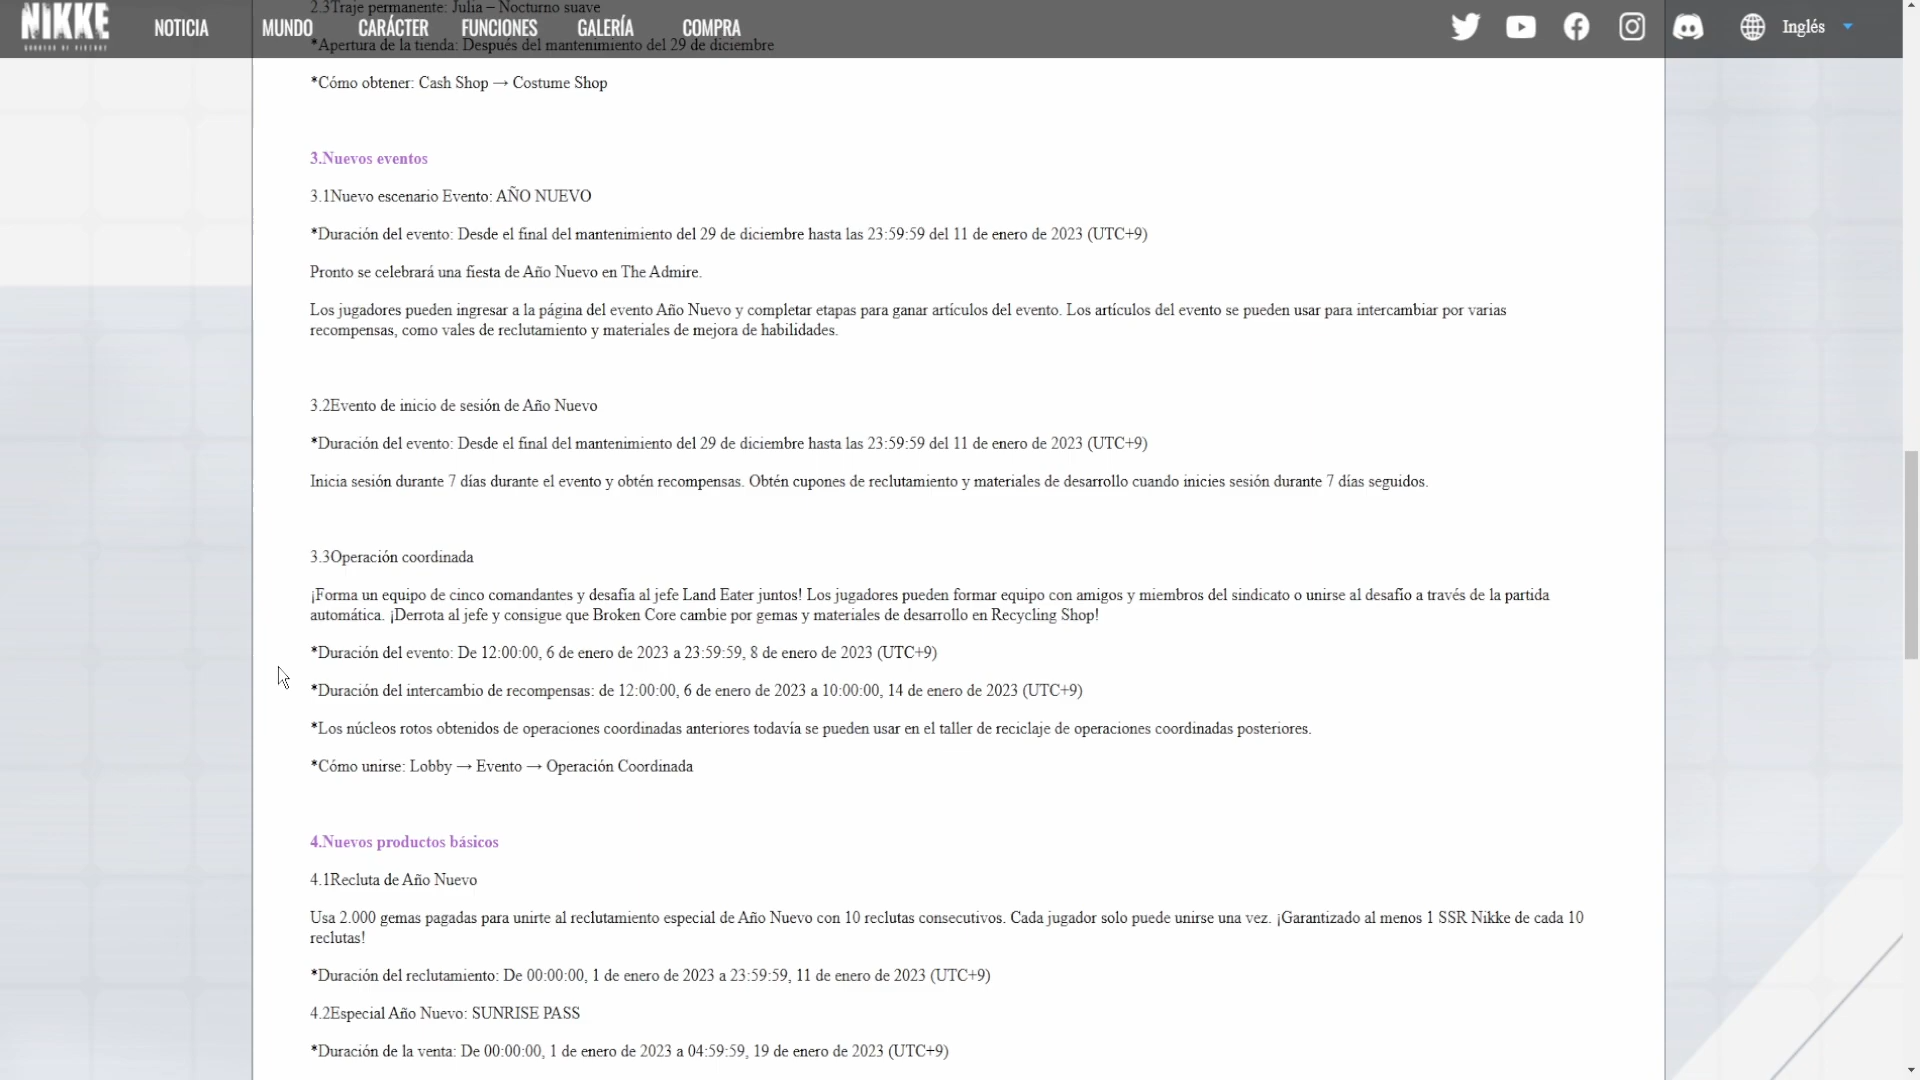 NIKKE
NOTICIA
MUNDO
CARÁCTER
FUNCIONES
GALERÍA
COMPRA
Inglés
2.3Traje permanente: Julia – Nocturno suave
*Apertura de la tienda: Después del mantenimiento del 29 de diciembre
*Cómo obtener: Cash Shop → Costume Shop
3.Nuevos eventos
3.1Nuevo escenario Evento: AÑO NUEVO
*Duración del evento: Desde el final del mantenimiento del 29 de diciembre hasta las 23:59:59 del 11 de enero de 2023 (UTC+9)
Pronto se celebrará una fiesta de Año Nuevo en The Admire.
Los jugadores pueden ingresar a la página del evento Año Nuevo y completar etapas para ganar artículos del evento. Los artículos del evento se pueden usar para intercambiar por varias
recompensas, como vales de reclutamiento y materiales de mejora de habilidades.
3.2Evento de inicio de sesión de Año Nuevo
*Duración del evento: Desde el final del mantenimiento del 29 de diciembre hasta las 23:59:59 del 11 de enero de 2023 (UTC+9)
Inicia sesión durante 7 días durante el evento y obtén recompensas. Obtén cupones de reclutamiento y materiales de desarrollo cuando inicies sesión durante 7 días seguidos.
3.3Operación coordinada
¡Forma un equipo de cinco comandantes y desafía al jefe Land Eater juntos! Los jugadores pueden formar equipo con amigos y miembros del sindicato o unirse al desafío a través de la partida
automática. ¡Derrota al jefe y consigue que Broken Core cambie por gemas y materiales de desarrollo en Recycling Shop!
*Duración del evento: De 12:00:00, 6 de enero de 2023 a 23:59:59, 8 de enero de 2023 (UTC+9)
*Duración del intercambio de recompensas: de 12:00:00, 6 de enero de 2023 a 10:00:00, 14 de enero de 2023 (UTC+9)
*Los núcleos rotos obtenidos de operaciones coordinadas anteriores todavía se pueden usar en el taller de reciclaje de operaciones coordinadas posteriores.
*Cómo unirse: Lobby → Evento → Operación Coordinada
4.Nuevos productos básicos
4.1Recluta de Año Nuevo
Usa 2.000 gemas pagadas para unirte al reclutamiento especial de Año Nuevo con 10 reclutas consecutivos. Cada jugador solo puede unirse una vez. ¡Garantizado al menos 1 SSR Nikke de cada 10
reclutas!
*Duración del reclutamiento: De 00:00:00, 1 de enero de 2023 a 23:59:59, 11 de enero de 2023 (UTC+9)
4.2Especial Año Nuevo: SUNRISE PASS
*Duración de la venta: De 00:00:00, 1 de enero de 2023 a 04:59:59, 19 de enero de 2023 (UTC+9)